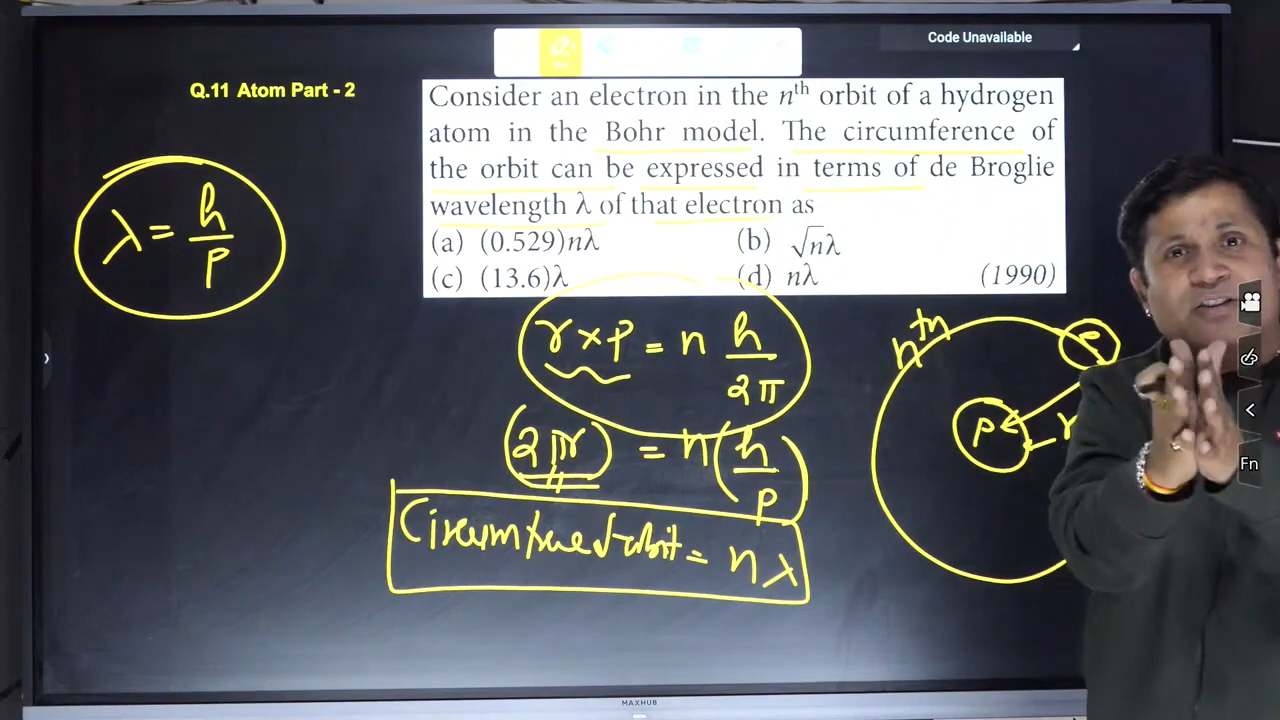 Code Unavailable
Q.11 Atom Part - 2
Consider an electron in the nᵗʰ orbit of a hydrogen
atom in the Bohr model. The circumference of
the orbit can be expressed in terms of de Broglie
wavelength λ of that electron as
(a) (0.529)nλ (b) √nλ
(c) (13.6)λ (d) nλ (1990)
λ = h/p
r × p = n h/2π
(2πr) = n(h/p)
orbit = nλ
nᵗʰ
e
P
r
Fn
MAXHUB